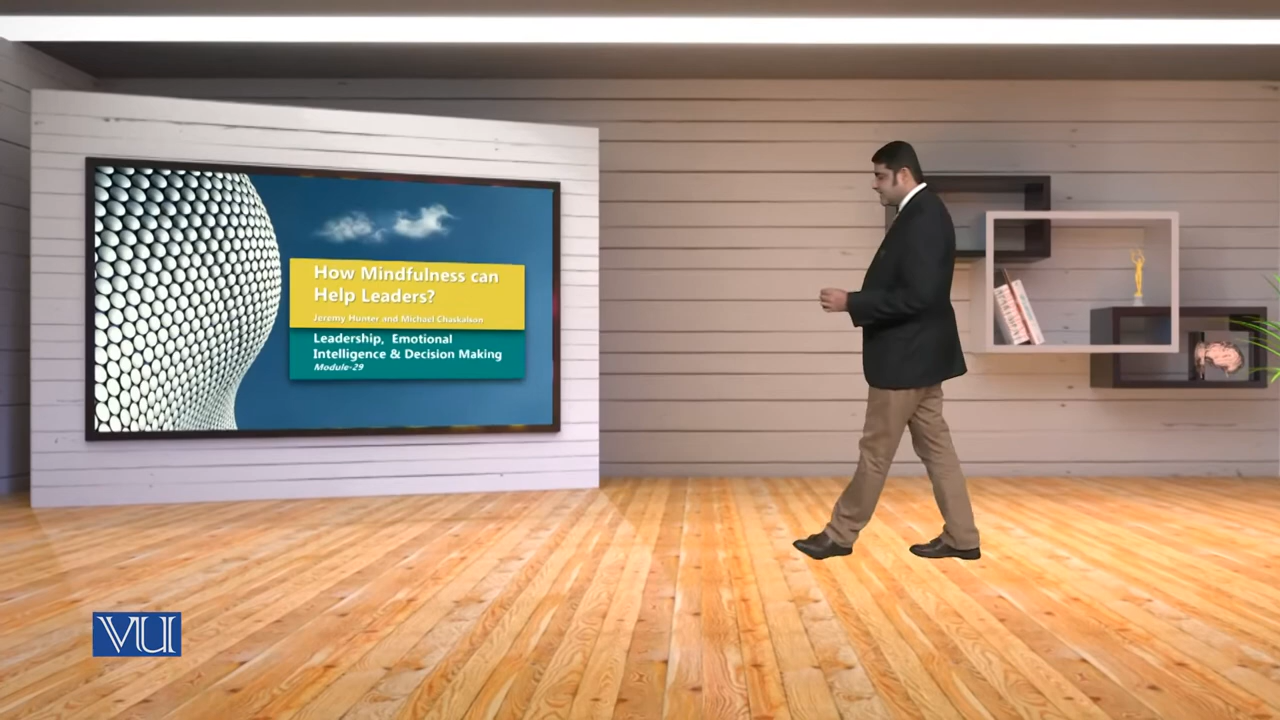 How Mindfulness can
Help Leaders?
Jeremy Hunter and Michael Chaskalson
Leadership, Emotional
Intelligence & Decision Making
Module-29
VU